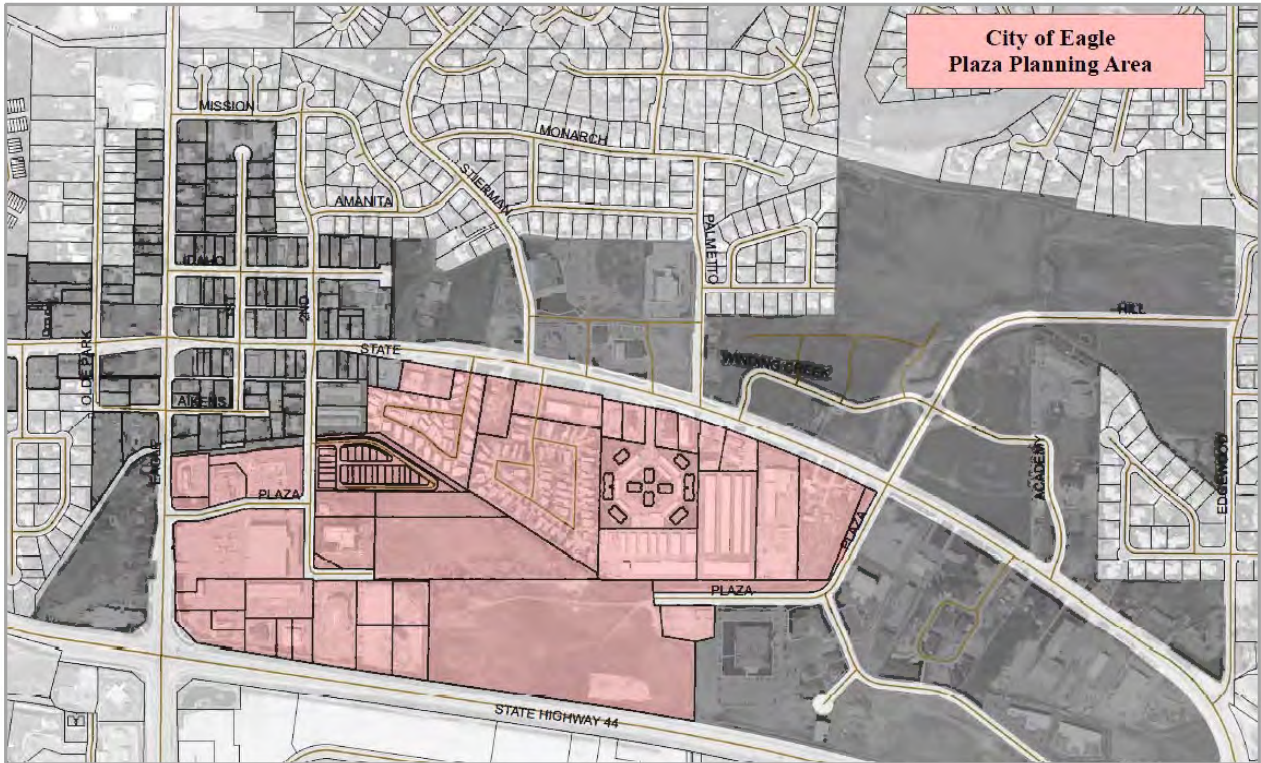 City of Eagle
Plaza Planning Area
MISSION
MONARCH
STIERMAN
AMANITA
PALMETTO
IDAHO
HILL
1ST
2ND
OLDE PARK
STATE
WINDING CREEK
AIKENS
EAGLE
ACADEMY
EDGEWOOD
PLAZA
PLAZA
PLAZA
STATE HIGHWAY 44